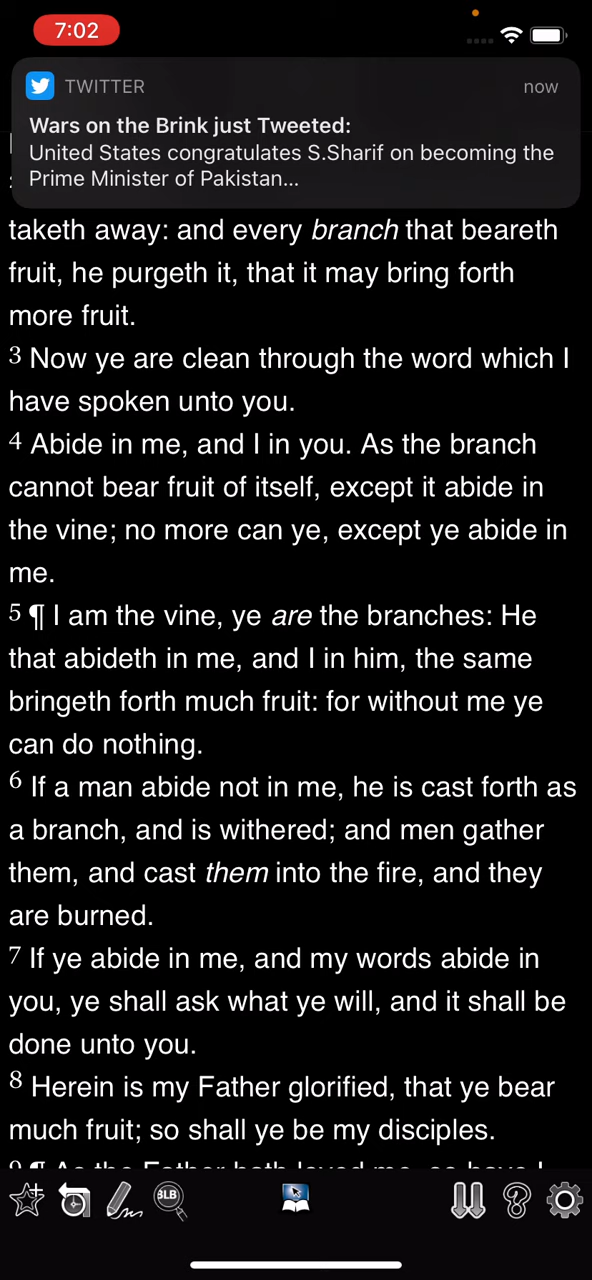 7:02
TWITTER now
Wars on the Brink just Tweeted:
United States congratulates S.Sharif on becoming the
Prime Minister of Pakistan...
taketh away: and every branch that beareth
fruit, he purgeth it, that it may bring forth
more fruit.
3 Now ye are clean through the word which I
have spoken unto you.
4 Abide in me, and I in you. As the branch
cannot bear fruit of itself, except it abide in
the vine; no more can ye, except ye abide in
me.
5 ¶ I am the vine, ye are the branches: He
that abideth in me, and I in him, the same
bringeth forth much fruit: for without me ye
can do nothing.
6 If a man abide not in me, he is cast forth as
a branch, and is withered; and men gather
them, and cast them into the fire, and they
are burned.
7 If ye abide in me, and my words abide in
you, ye shall ask what ye will, and it shall be
done unto you.
8 Herein is my Father glorified, that ye bear
much fruit; so shall ye be my disciples.
9 ¶ As the Father hath loved me, so have I
BLB